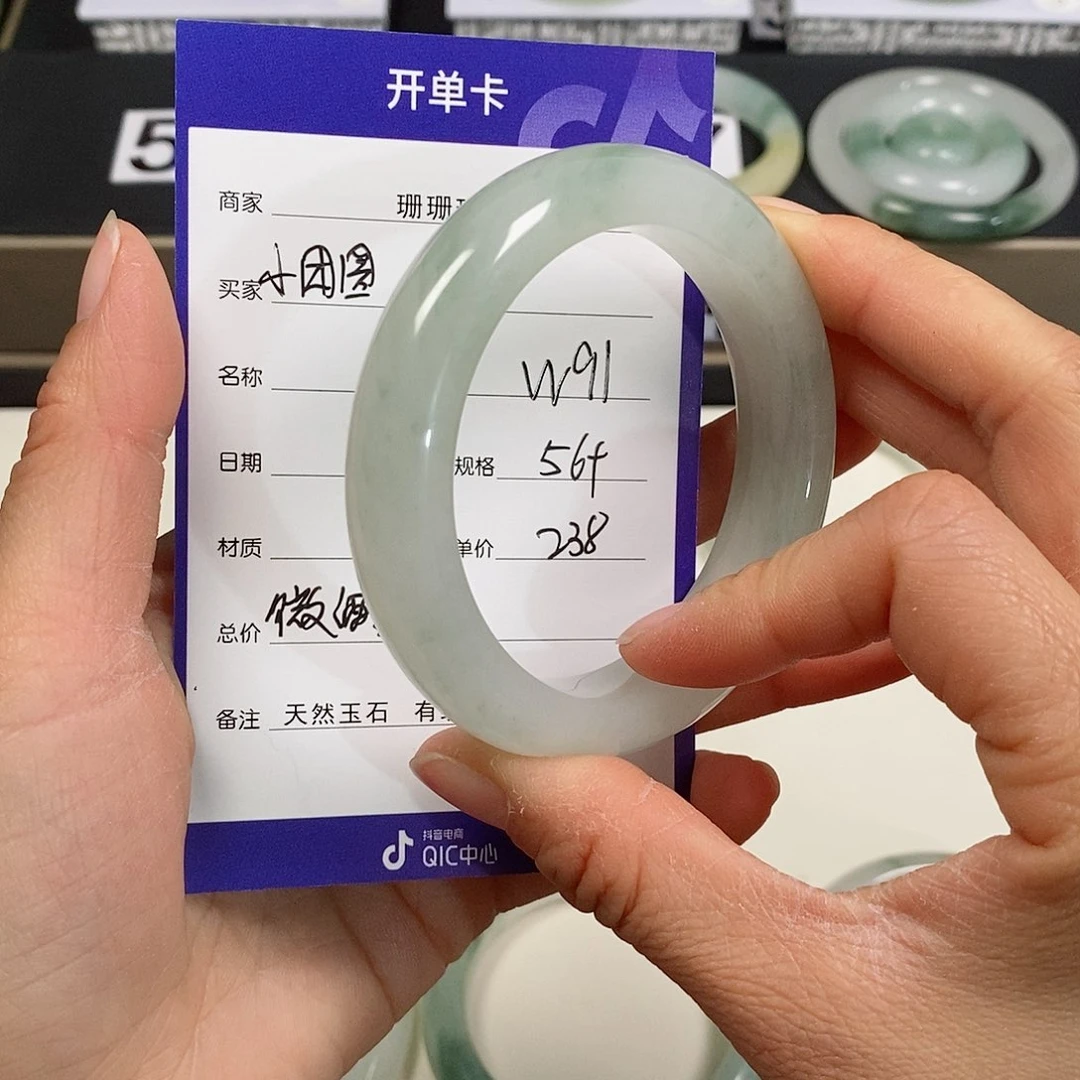 开单卡
5
商家 珊珊
买家 小团圆
名称 W91
日期 规格 56+
材质 单价 238
总价 微
备注 天然玉石 有
抖音电商
QIC中心